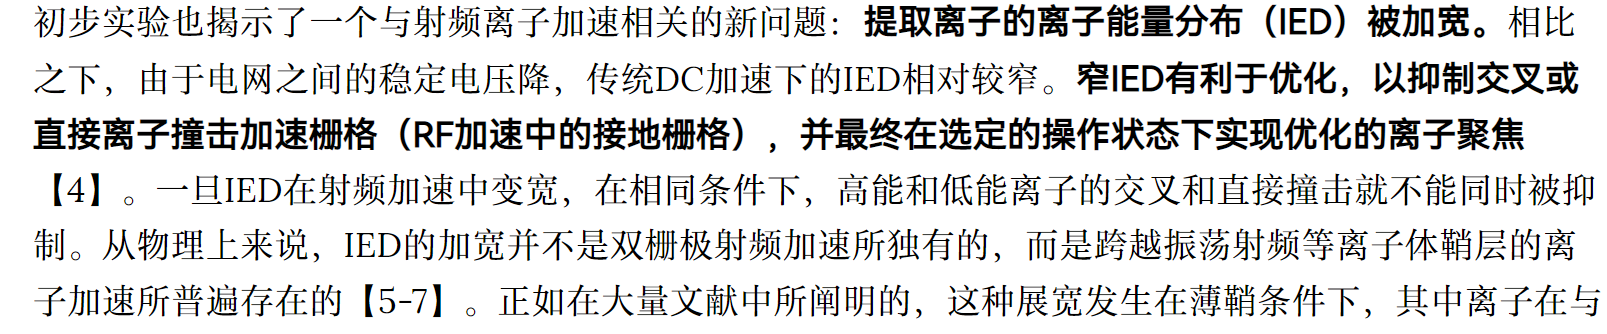 初步实验也揭示了一个与射频离子加速相关的新问题：提取离子的离子能量分布（IED）被加宽。相比
之下，由于电网之间的稳定电压降，传统DC加速下的IED相对较窄。窄IED有利于优化，以抑制交叉或
直接离子撞击加速栅格（RF加速中的接地栅格），并最终在选定的操作状态下实现优化的离子聚焦
【4】。一旦IED在射频加速中变宽，在相同条件下，高能和低能离子的交叉和直接撞击就不能同时被抑
制。从物理上来说，IED的加宽并不是双栅极射频加速所独有的，而是跨越振荡射频等离子体鞘层的离
子加速所普遍存在的【5-7】。正如在大量文献中所阐明的，这种展宽发生在薄鞘条件下，其中离子在与